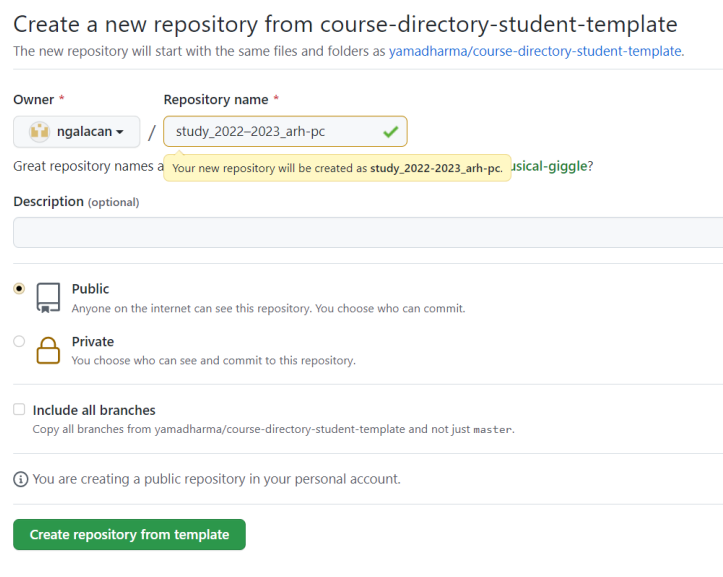 Create a new repository from course-directory-student-template
The new repository will start with the same files and folders as yamadharma/course-directory-student-template.
Owner * Repository name *
ngalacan / study_2022–2023_arh-pc
Great repository names a
Your new repository will be created as study_2022-2023_arh-pc.
usical-giggle?
Description (optional)
Public
Anyone on the internet can see this repository. You choose who can commit.
Private
You choose who can see and commit to this repository.
Include all branches
Copy all branches from yamadharma/course-directory-student-template and not just master.
You are creating a public repository in your personal account.
Create repository from template